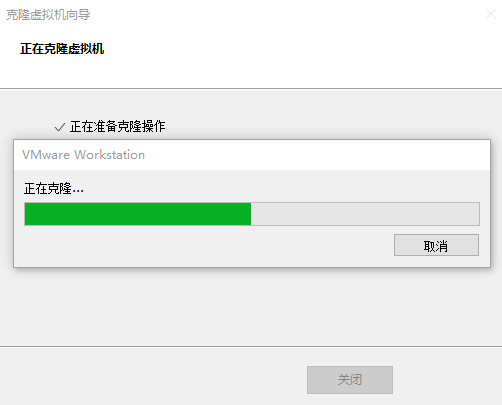 克隆虚拟机向导
正在克隆虚拟机
正在准备克隆操作
VMware Workstation
正在克隆...
取消
关闭